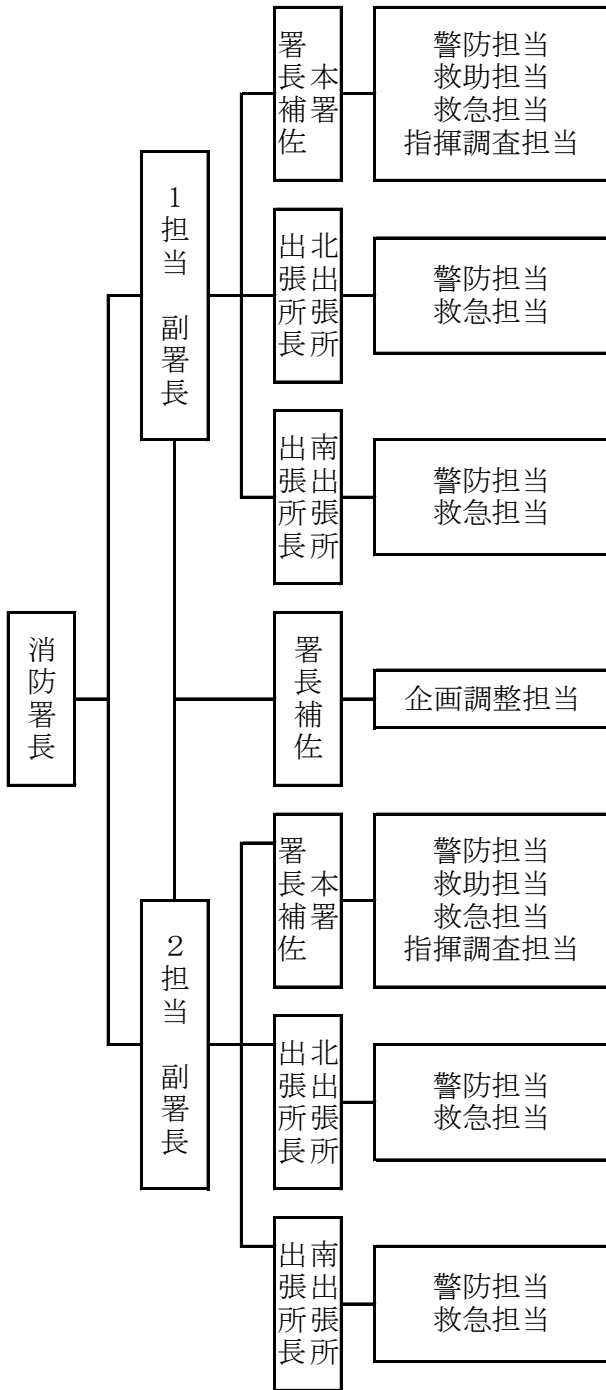 消防署長
1担当　副署長
本署
署長補佐
警防担当
救助担当
救急担当
指揮調査担当
北出張所
出張所長
警防担当
救急担当
南出張所
出張所長
警防担当
救急担当
署長補佐
企画調整担当
2担当　副署長
本署
署長補佐
警防担当
救助担当
救急担当
指揮調査担当
北出張所
出張所長
警防担当
救急担当
南出張所
出張所長
警防担当
救急担当